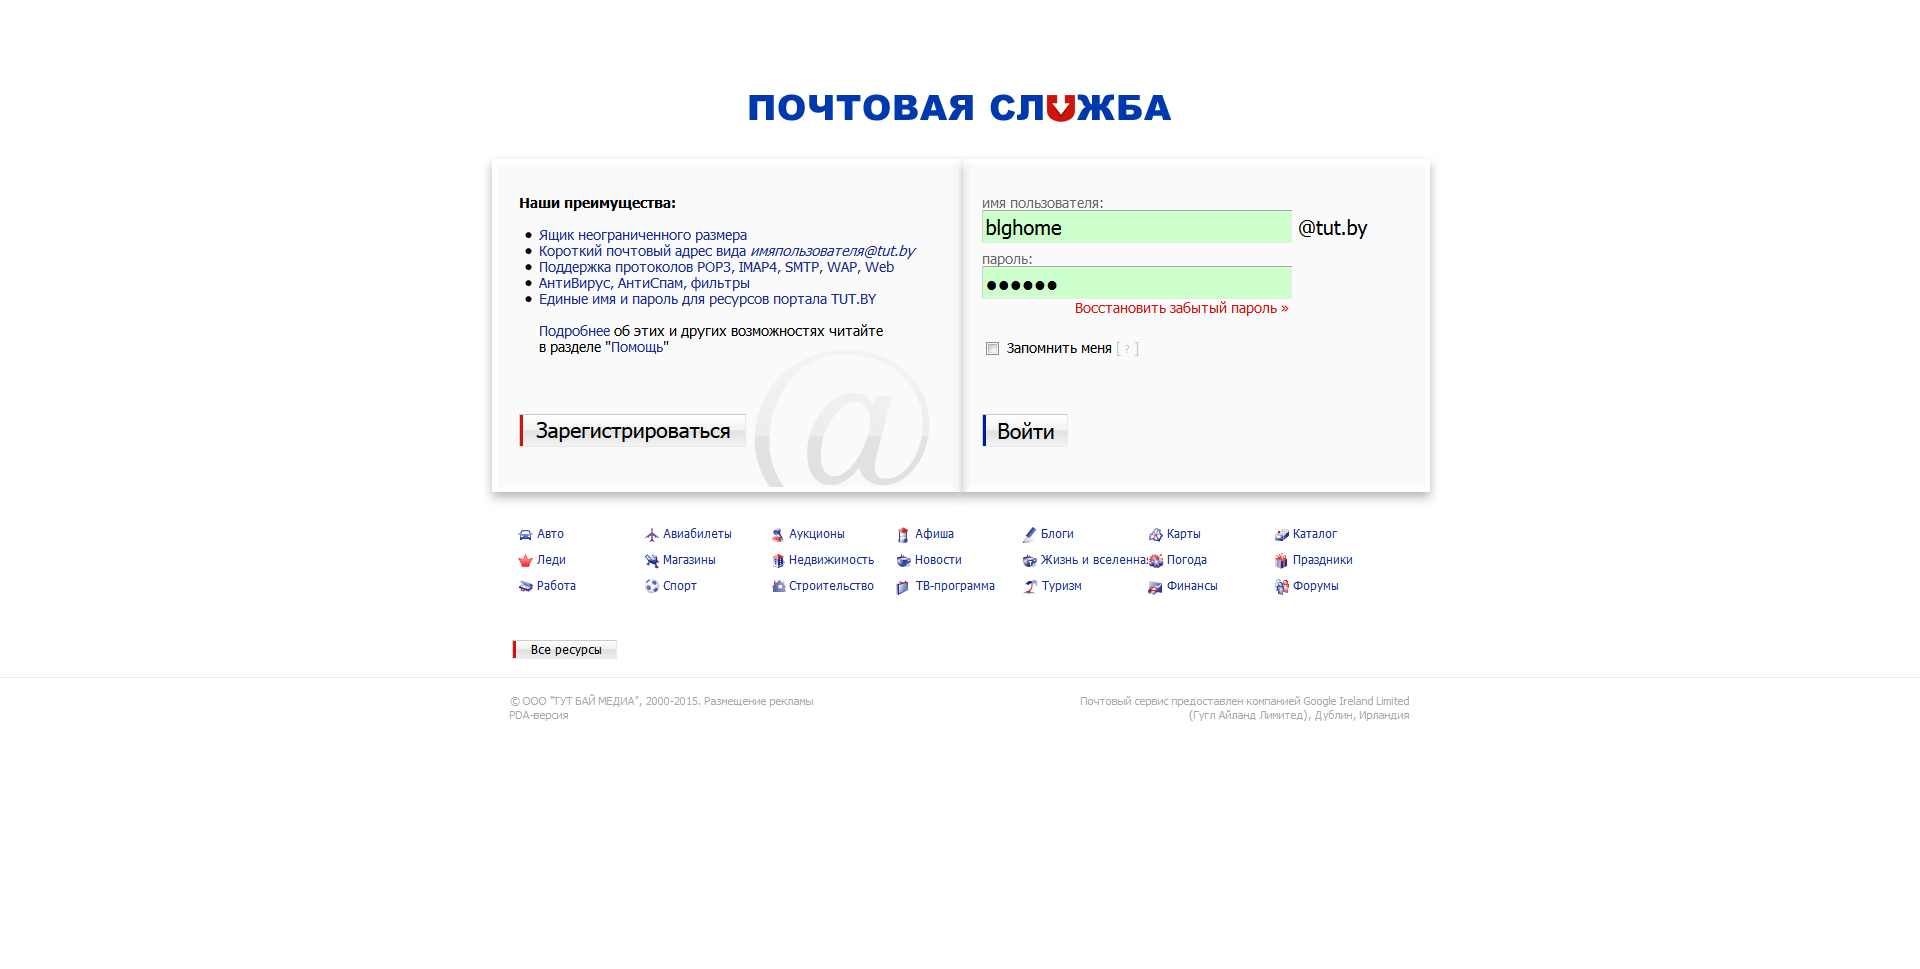 ПОЧТОВАЯ СЛУЖБА
Наши преимущества:
Ящик неограниченного размера
Короткий почтовый адрес вида имяпользователя@tut.by
Поддержка протоколов POP3, IMAP4, SMTP, WAP, Web
АнтиВирус, АнтиСпам, фильтры
Единые имя и пароль для ресурсов портала TUT.BY
Подробнее об этих и других возможностях читайте
в разделе "Помощь"
Зарегистрироваться
@
имя пользователя:
blghome @tut.by
пароль:
●●●●●●
Восстановить забытый пароль »
Запомнить меня [ ? ]
Войти
Авто Авиабилеты Аукционы Афиша Блоги Карты Каталог
Леди Магазины Недвижимость Новости Жизнь и вселенная Погода Праздники
Работа Спорт Строительство ТВ-программа Туризм Финансы Форумы
Все ресурсы
© ООО "ТУТ БАЙ МЕДИА", 2000-2015. Размещение рекламы
PDA-версия
Почтовый сервис предоставлен компанией Google Ireland Limited
(Гугл Айланд Лимитед), Дублин, Ирландия